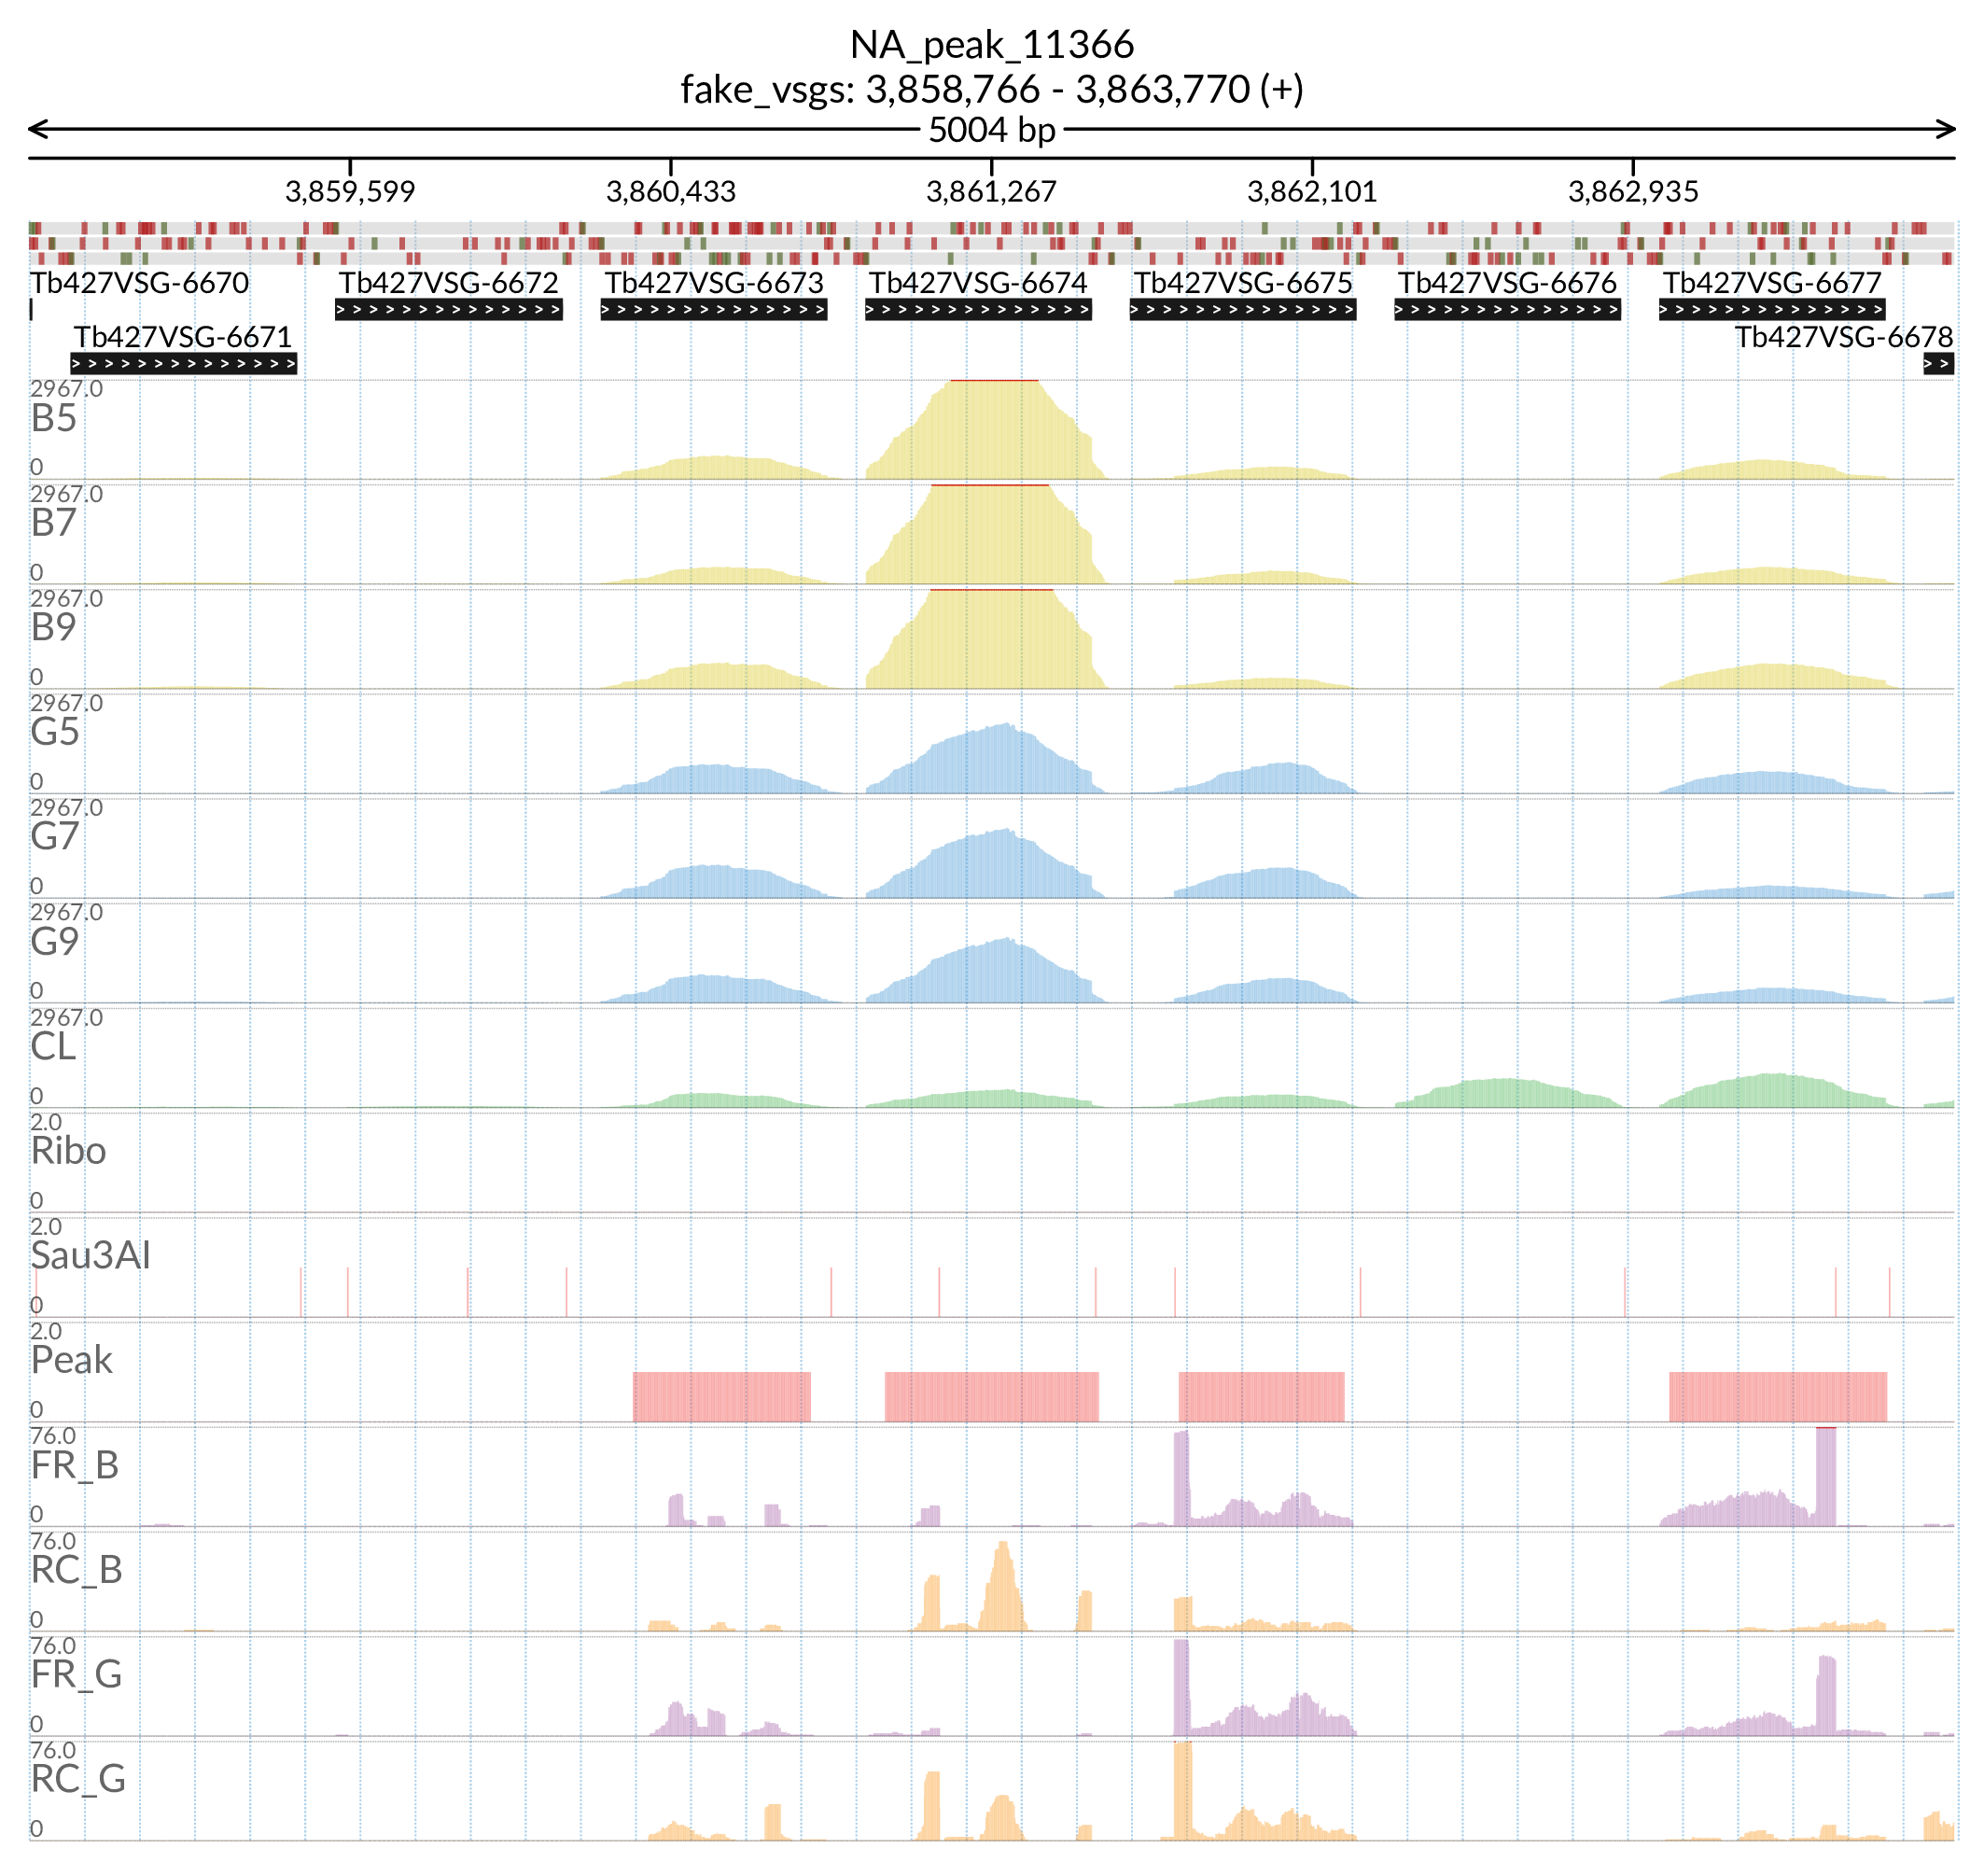 NA_peak_11366
fake_vsgs: 3,858,766 - 3,863,770 (+)
5004 bp
3,859,599 3,860,433 3,861,267 3,862,101 3,862,935
Tb427VSG-6670 Tb427VSG-6672 Tb427VSG-6673 Tb427VSG-6674 Tb427VSG-6675 Tb427VSG-6676 Tb427VSG-6677
Tb427VSG-6671 Tb427VSG-6678
2967.0
B5
0
2967.0
B7
0
2967.0
B9
0
2967.0
G5
0
2967.0
G7
0
2967.0
G9
0
2967.0
CL
0
2.0
Ribo
0
2.0
Sau3AI
0
2.0
Peak
0
76.0
FR_B
0
76.0
RC_B
0
76.0
FR_G
0
76.0
RC_G
0